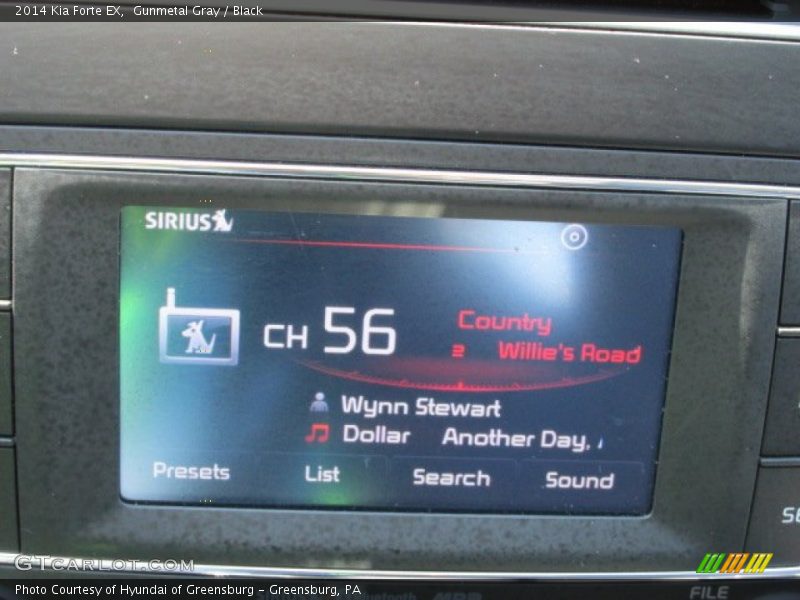 2014 Kia Forte EX,  Gunmetal Gray / Black
SIRIUS
CH 56
Country
2 Willie's Road
Wynn Stewart
Dollar Another Day,
Presets List Search Sound
GTCARLOT.COM
Photo Courtesy of Hyundai of Greensburg - Greensburg, PA
FILE